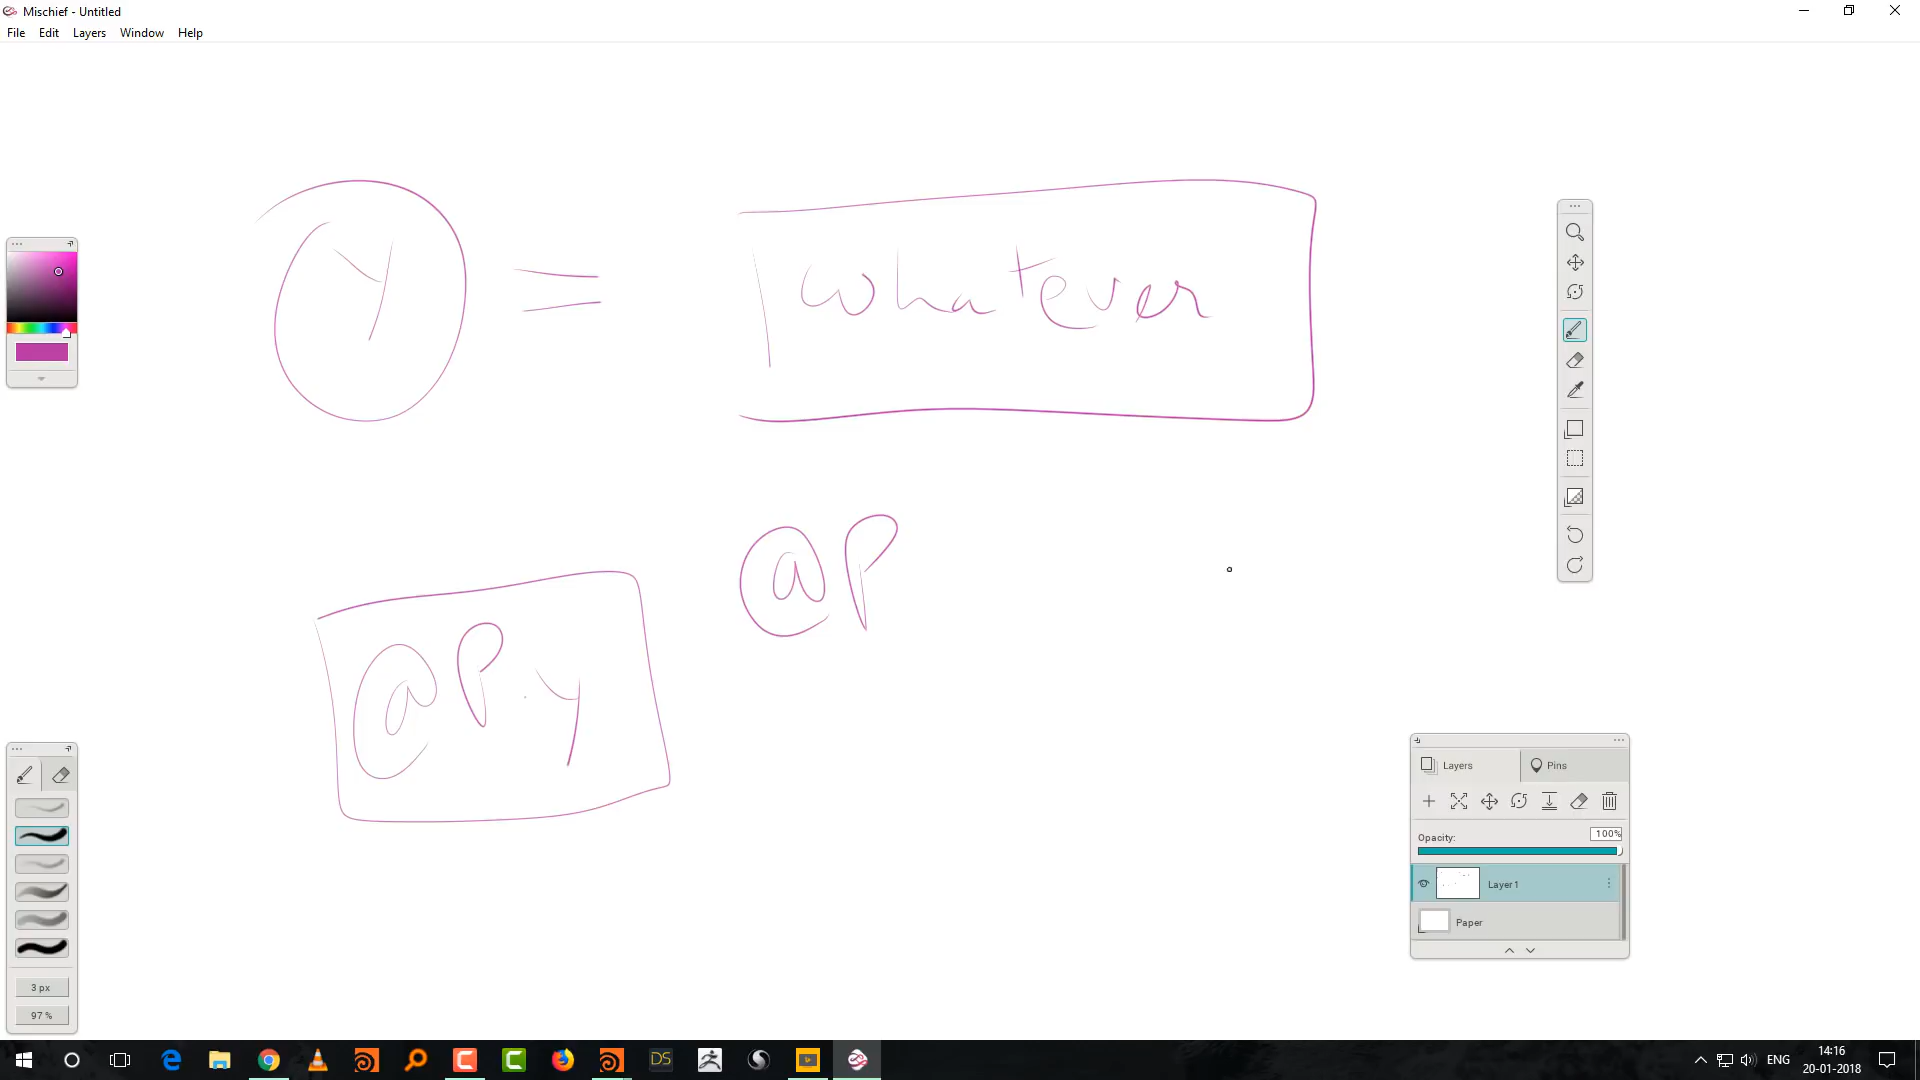 Mischief - Untitled
File Edit Layers Window Help
y = whatever
@P
@P.y
3 px
97 %
Layers Pins
Opacity: 100%
Layer 1
Paper
DS
ENG
14:16
20-01-2018